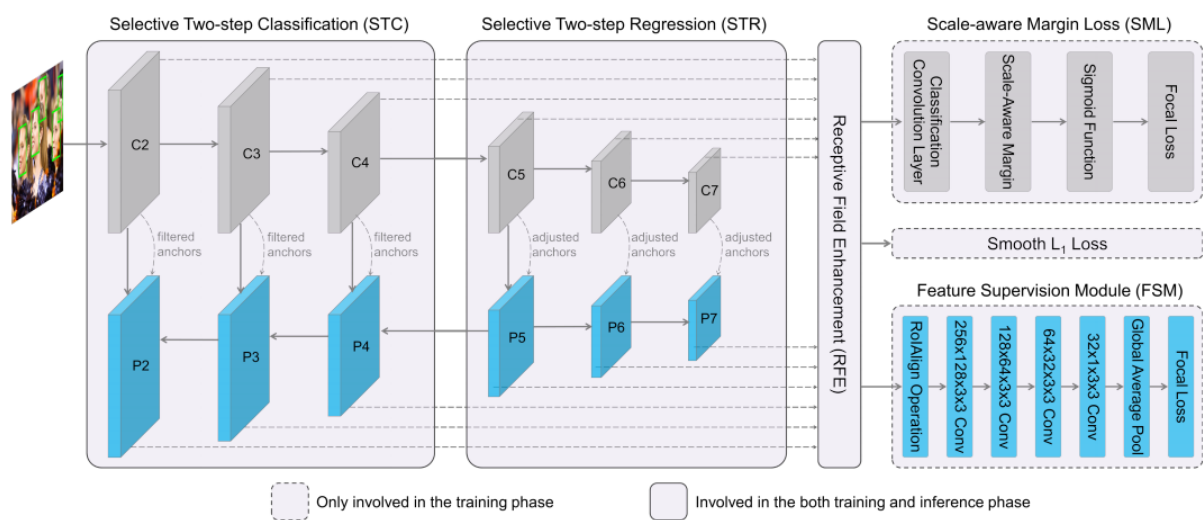 Selective Two-step Classification (STC)
Selective Two-step Regression (STR)
Scale-aware Margin Loss (SML)
C2
C3
C4
C5
C6
C7
filtered
anchors
filtered
anchors
filtered
anchors
adjusted
anchors
adjusted
anchors
adjusted
anchors
P2
P3
P4
P5
P6
P7
Receptive Field Enhancement (RFE)
Classification
Convolution Layer
Scale-Aware Margin
Sigmoid Function
Focal Loss
Smooth L₁ Loss
Feature Supervision Module (FSM)
RoIAlign Operation
256x128x3x3 Conv
128x64x3x3 Conv
64x32x3x3 Conv
32x1x3x3 Conv
Global Average Pool
Focal Loss
Only involved in the training phase
Involved in the both training and inference phase